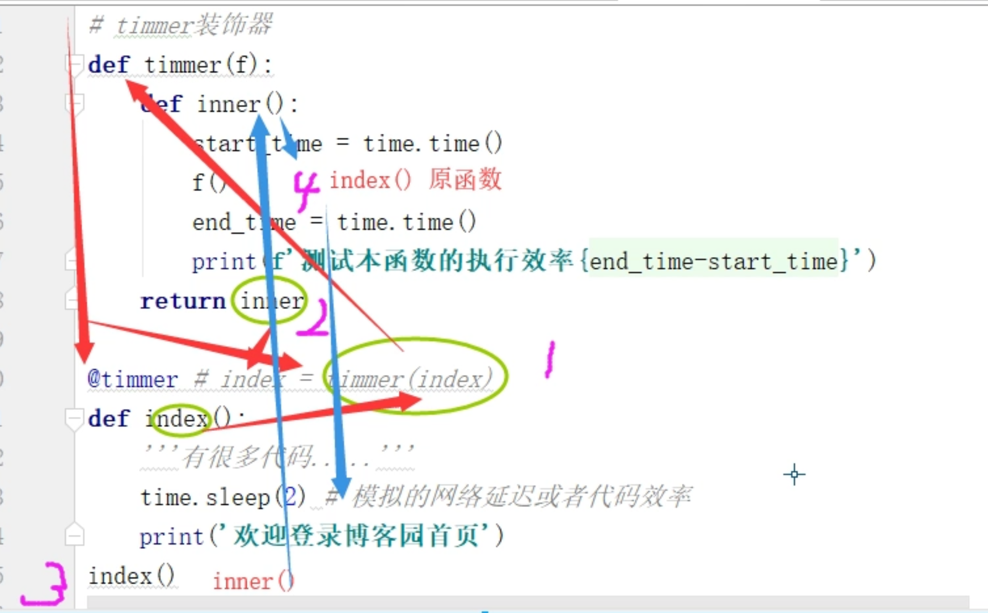 # timmer装饰器
def timmer(f):
def inner():
start_time = time.time()
f() 4 index() 原函数
end_time = time.time()
print(f'测试本函数的执行效率{end_time-start_time}')
return inner 2
1
@timmer # index = timmer(index)
def index():
'''有很多代码.....'''
time.sleep(2) # 模拟的网络延迟或者代码效率
print('欢迎登录博客园首页')
3 index() inner()